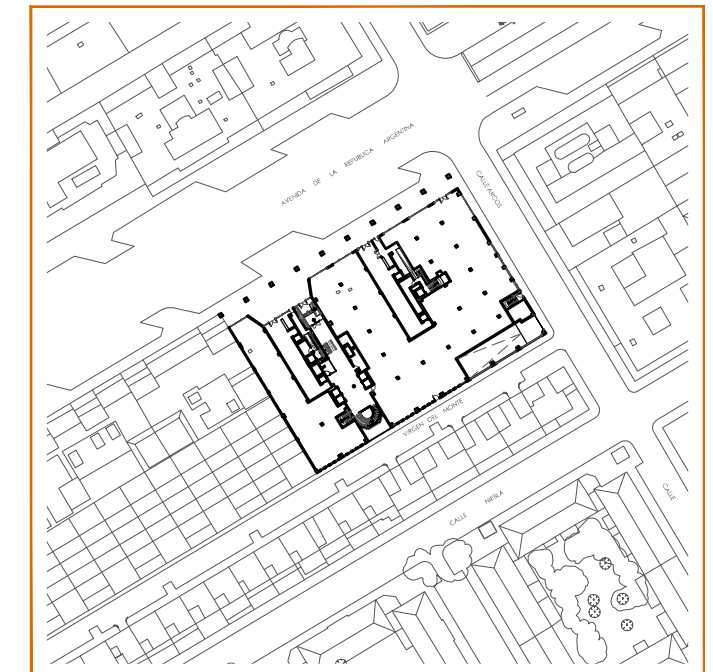 AVENIDA DE LA REPUBLICA ARGENTINA
CALLE ARCOS
VIRGEN DEL MONTE
CALLE NIEBLA
CALLE